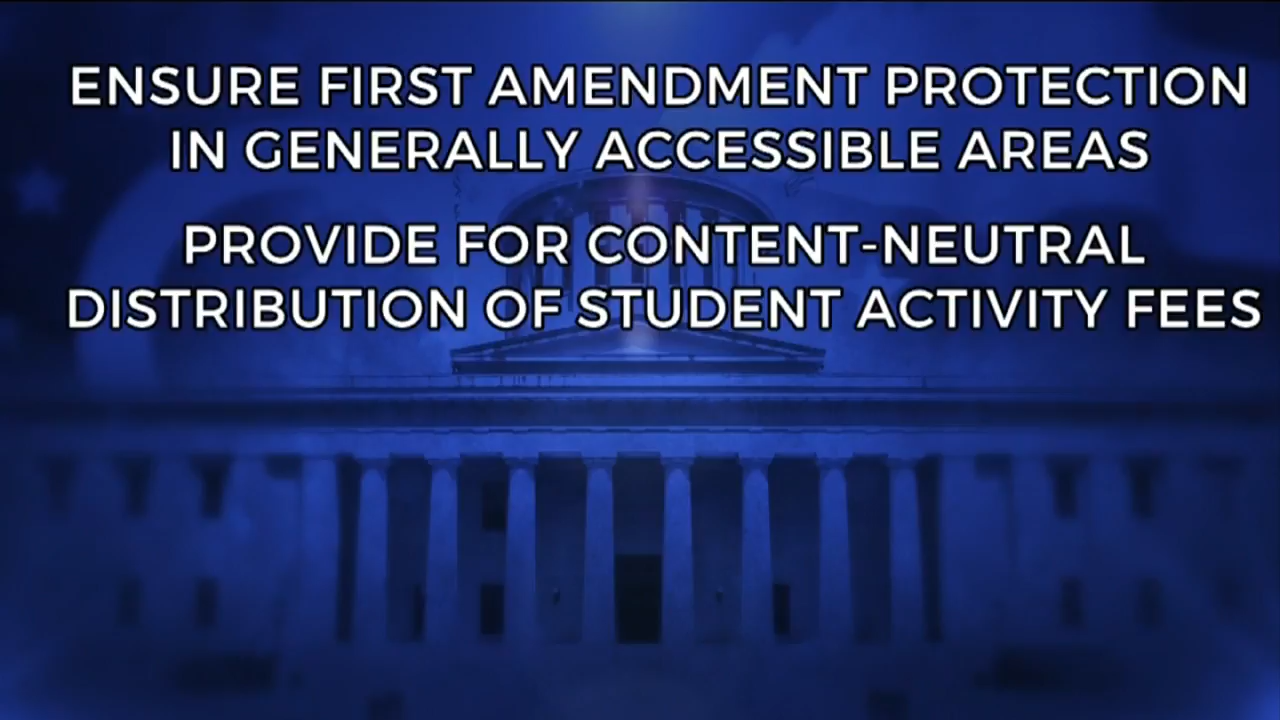 ENSURE FIRST AMENDMENT PROTECTION
IN GENERALLY ACCESSIBLE AREAS
PROVIDE FOR CONTENT-NEUTRAL
DISTRIBUTION OF STUDENT ACTIVITY FEES